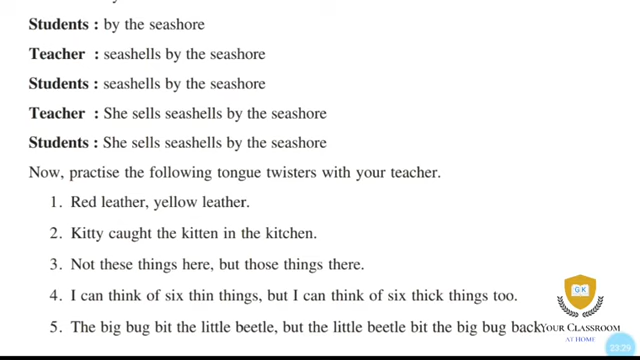 Students : by the seashore
Teacher : seashells by the seashore
Students : seashells by the seashore
Teacher : She sells seashells by the seashore
Students : She sells seashells by the seashore
Now, practise the following tongue twisters with your teacher.
1. Red leather, yellow leather.
2. Kitty caught the kitten in the kitchen.
3. Not these things here, but those things there.
4. I can think of six thin things, but I can think of six thick things too.
5. The big bug bit the little beetle, but the little beetle bit the big bug back
G K
YOUR CLASSROOM
AT HOME
23:29